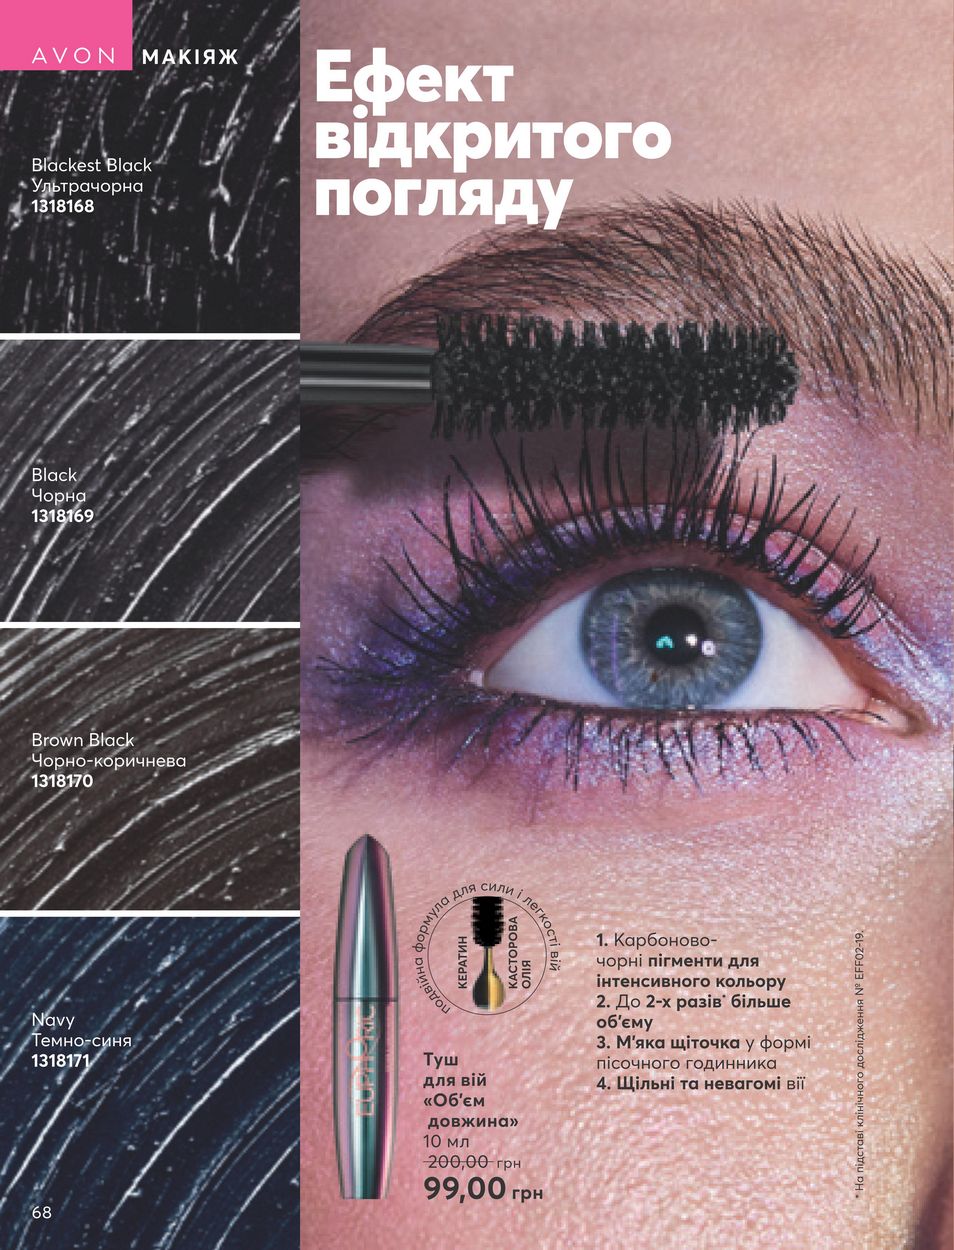 AVON МАКІЯЖ
Ефект
відкритого
погляду
Blackest Black
Ультрачорна
1318168
Black
Чорна
1318169
Brown Black
Чорно-коричнева
1318170
Navy
Темно-синя
1318171
68
EUPHORIC
подвійна формула для сили і легкості вій
КЕРАТИН
КАСТОРОВА
ОЛІЯ
Туш
для вій
«Об'єм
довжина»
10 мл
200,00 грн
99,00 грн
1. Карбоново-
чорні пігменти для
інтенсивного кольору
2. До 2-х разів* більше
об'єму
3. М'яка щіточка у формі
пісочного годинника
4. Щільні та невагомі вії
* На підставі клінічного дослідження № EFF02-19.